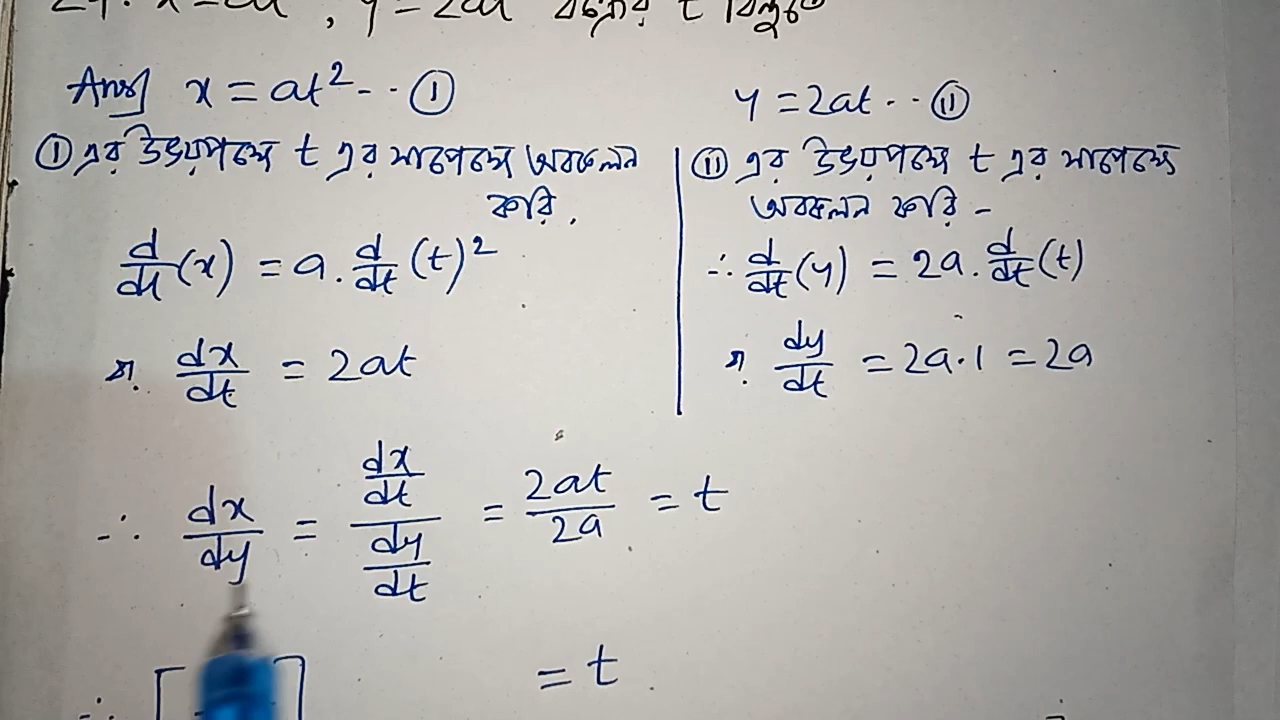 , y = 2at বক্রের t বিন্দুতে
Ans] x = at² -·· ①
① এর উভয়পক্ষে t এর সাপেক্ষে অবকলন
করি .
d/dt (x) = a . d/dt (t)²
dx/dt = 2at
y = 2at ··· ⑪
⑪ এর উভয়পক্ষে t এর সাপেক্ষে
অবকলন করি -
∴ d/dt (y) = 2a . d/dt (t)
dy/dt = 2a·1 = 2a
∴ dx/dy = (dx/dt)/(dy/dt) = 2at/2a = t
∴ [ ] = t